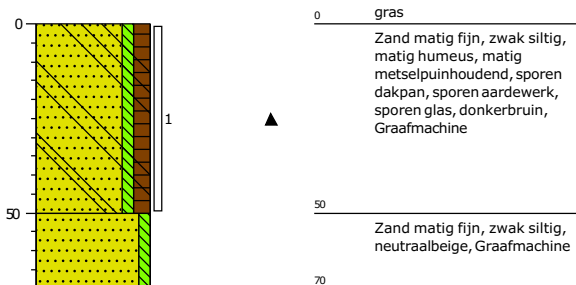 0
50
1
0
gras
Zand matig fijn, zwak siltig,
matig humeus, matig
metselpuinhoudend, sporen
dakpan, sporen aardewerk,
sporen glas, donkerbruin,
Graafmachine
50
Zand matig fijn, zwak siltig,
neutraalbeige, Graafmachine
70